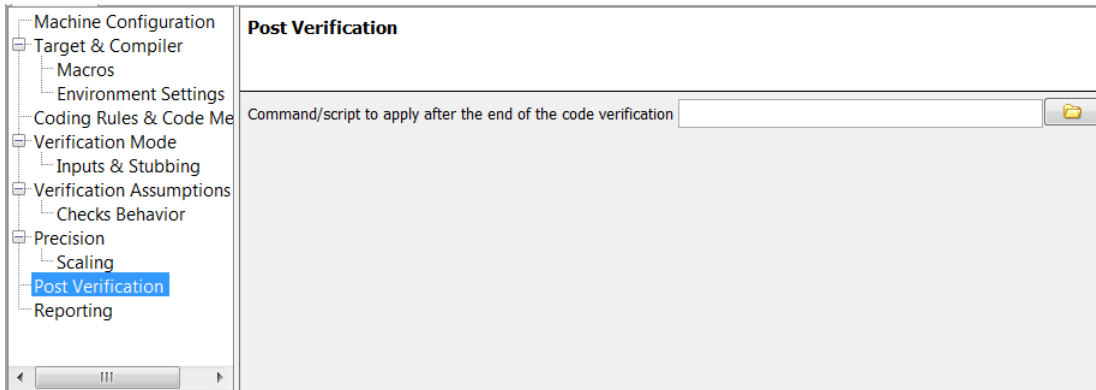 Machine Configuration
Target & Compiler
Macros
Environment Settings
Coding Rules & Code Me
Verification Mode
Inputs & Stubbing
Verification Assumptions
Checks Behavior
Precision
Scaling
Post Verification
Reporting
Post Verification
Command/script to apply after the end of the code verification